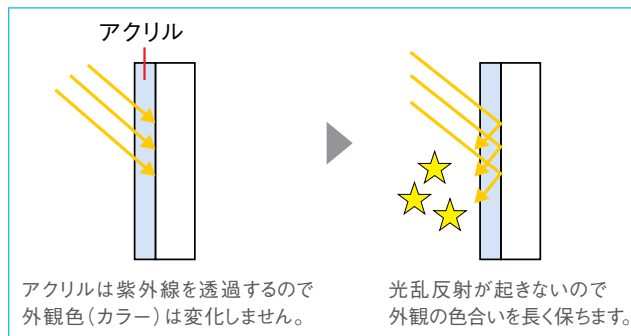 アクリル
アクリルは紫外線を透過するので
外観色（カラー）は変化しません。
光乱反射が起きないので
外観の色合いを長く保ちます。